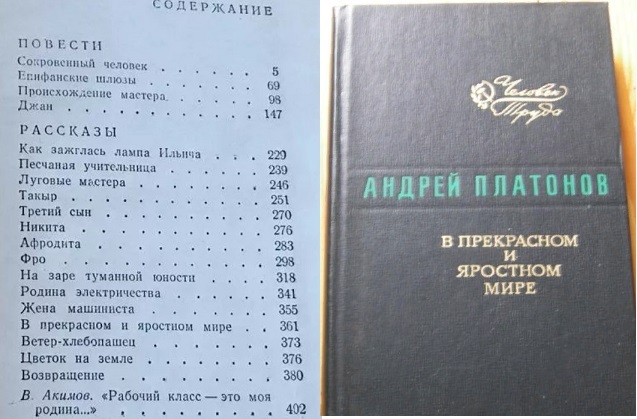 СОДЕРЖАНИЕ
ПОВЕСТИ
Сокровенный человек . . . . . . 5
Епифанские шлюзы . . . . . . 69
Происхождение мастера . . . . . 98
Джан . . . . . . . . . 147
РАССКАЗЫ
Как зажглась лампа Ильича . . . 229
Песчаная учительница . . . . . 239
Луговые мастера . . . . . . 246
Такыр . . . . . . . . . 251
Третий сын . . . . . . . 270
Никита . . . . . . . . 276
Афродита . . . . . . . . 283
Фро . . . . . . . . . 298
На заре туманной юности . . . . 318
Родина электричества . . . . . 341
Жена машиниста . . . . . . 355
В прекрасном и яростном мире . . 361
Ветер-хлебопашец . . . . . . 373
Цветок на земле . . . . . . 376
Возвращение . . . . . . . 380
В. Акимов. «Рабочий класс — это моя
родина...» . . . . . . . 402
Человек
Труда
АНДРЕЙ ПЛАТОНОВ
В ПРЕКРАСНОМ
И
ЯРОСТНОМ
МИРЕ